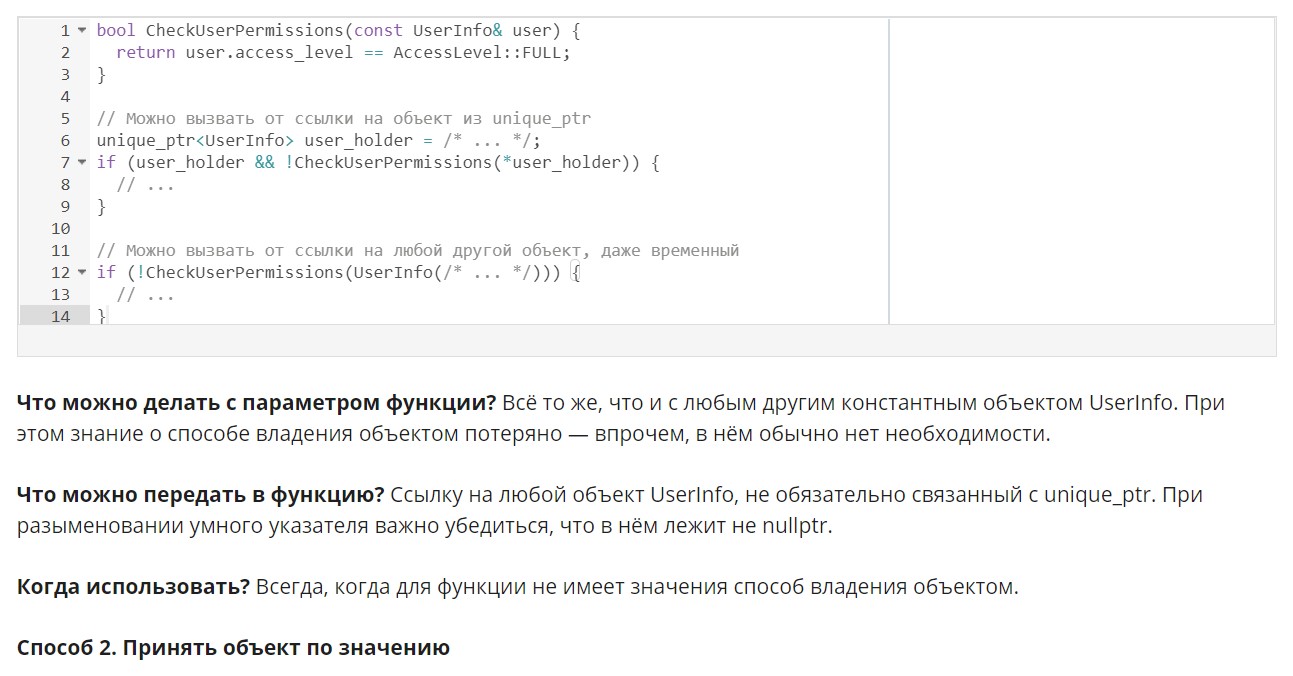 1 bool CheckUserPermissions(const UserInfo& user) {
2   return user.access_level == AccessLevel::FULL;
3 }
4
5 // Можно вызвать от ссылки на объект из unique_ptr
6 unique_ptr<UserInfo> user_holder = /* ... */;
7 if (user_holder && !CheckUserPermissions(*user_holder)) {
8   // ...
9 }
10
11 // Можно вызвать от ссылки на любой другой объект, даже временный
12 if (!CheckUserPermissions(UserInfo(/* ... */))) {
13   // ...
14 }
Что можно делать с параметром функции? Всё то же, что и с любым другим константным объектом UserInfo. При
этом знание о способе владения объектом потеряно — впрочем, в нём обычно нет необходимости.
Что можно передать в функцию? Ссылку на любой объект UserInfo, не обязательно связанный с unique_ptr. При
разыменовании умного указателя важно убедиться, что в нём лежит не nullptr.
Когда использовать? Всегда, когда для функции не имеет значения способ владения объектом.
Способ 2. Принять объект по значению